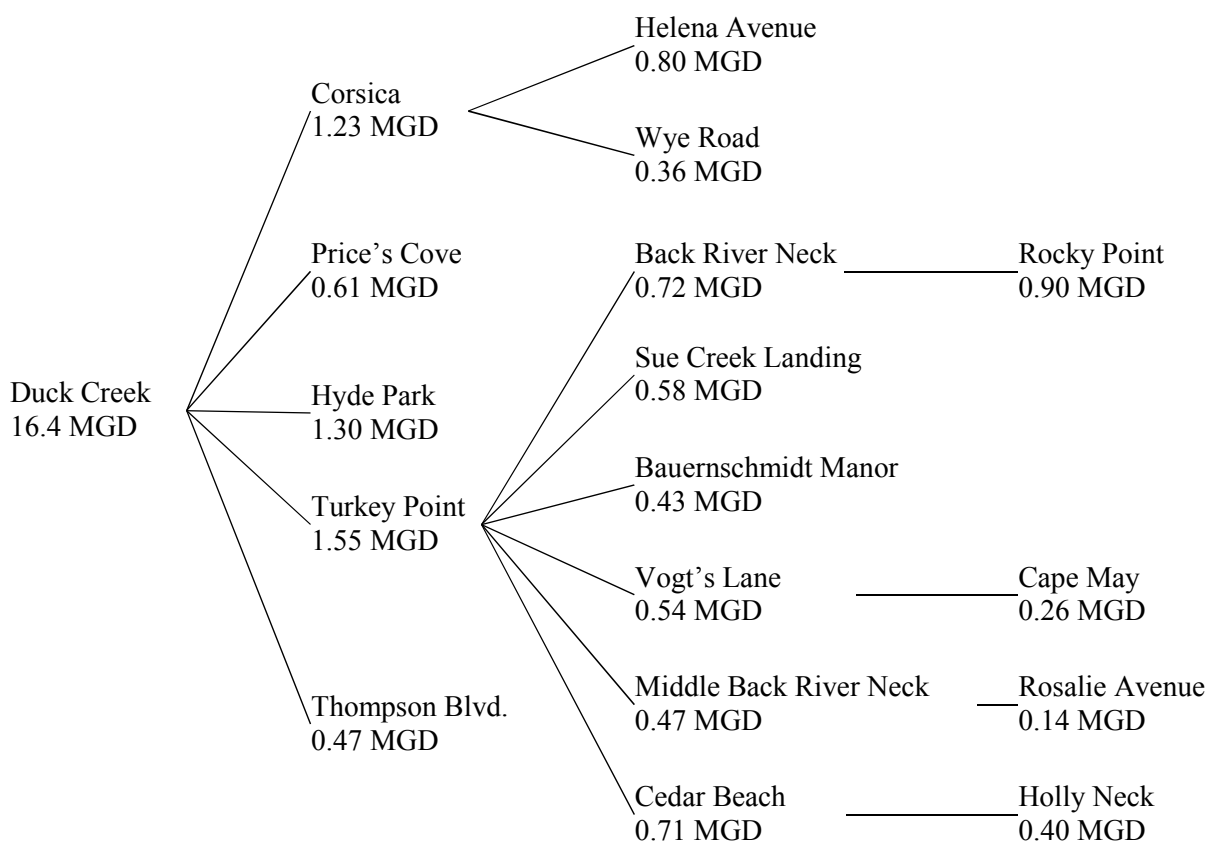 Helena Avenue
0.80 MGD
Corsica
1.23 MGD
Wye Road
0.36 MGD
Price’s Cove
0.61 MGD
Back River Neck
0.72 MGD
Rocky Point
0.90 MGD
Sue Creek Landing
0.58 MGD
Duck Creek
16.4 MGD
Hyde Park
1.30 MGD
Bauernschmidt Manor
0.43 MGD
Turkey Point
1.55 MGD
Vogt’s Lane
0.54 MGD
Cape May
0.26 MGD
Middle Back River Neck
0.47 MGD
Rosalie Avenue
0.14 MGD
Thompson Blvd.
0.47 MGD
Cedar Beach
0.71 MGD
Holly Neck
0.40 MGD